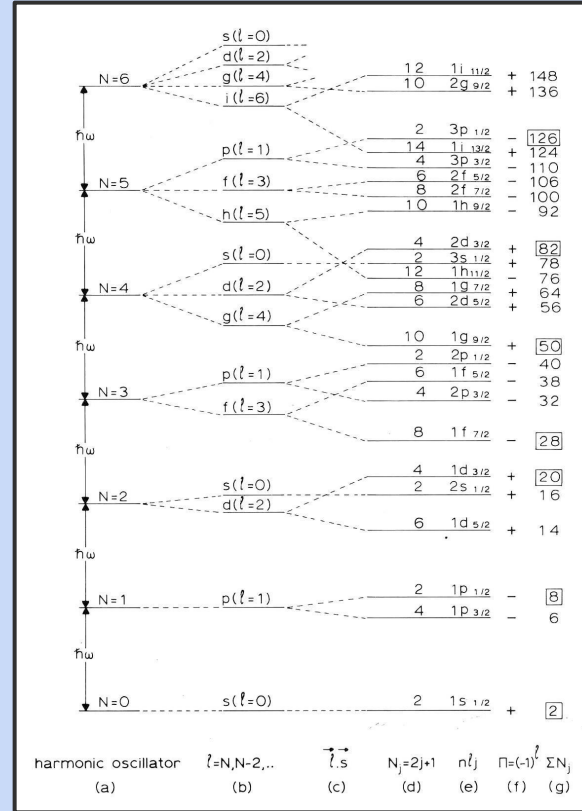 s(ℓ=0)
d(ℓ=2)
N=6 g(ℓ=4) 12 1i 11/2 + 148
i(ℓ=6) 10 2g 9/2 + 136
2 3p 1/2 − 126
ħω p(ℓ=1) 14 1i 13/2 + 124
4 3p 3/2 − 110
N=5 f(ℓ=3) 6 2f 5/2 − 106
8 2f 7/2 − 100
h(ℓ=5) 10 1h 9/2 − 92
ħω 4 2d 3/2 + 82
s(ℓ=0) 2 3s 1/2 + 78
12 1h 11/2 − 76
N=4 d(ℓ=2) 8 1g 7/2 + 64
6 2d 5/2 + 56
g(ℓ=4)
ħω 10 1g 9/2 + 50
2 2p 1/2 − 40
p(ℓ=1) 6 1f 5/2 − 38
N=3 4 2p 3/2 − 32
f(ℓ=3)
8 1f 7/2 − 28
ħω
4 1d 3/2 + 20
s(ℓ=0) 2 2s 1/2 + 16
N=2 d(ℓ=2)
6 1d 5/2 + 14
ħω
2 1p 1/2 − 8
N=1 p(ℓ=1)
4 1p 3/2 − 6
ħω
N=0 s(ℓ=0) 2 1s 1/2 + 2
harmonic oscillator ℓ=N,N-2,.. ℓ.s Nj=2j+1 nℓj Π=(-1)ℓ ΣNj
(a) (b) (c) (d) (e) (f) (g)